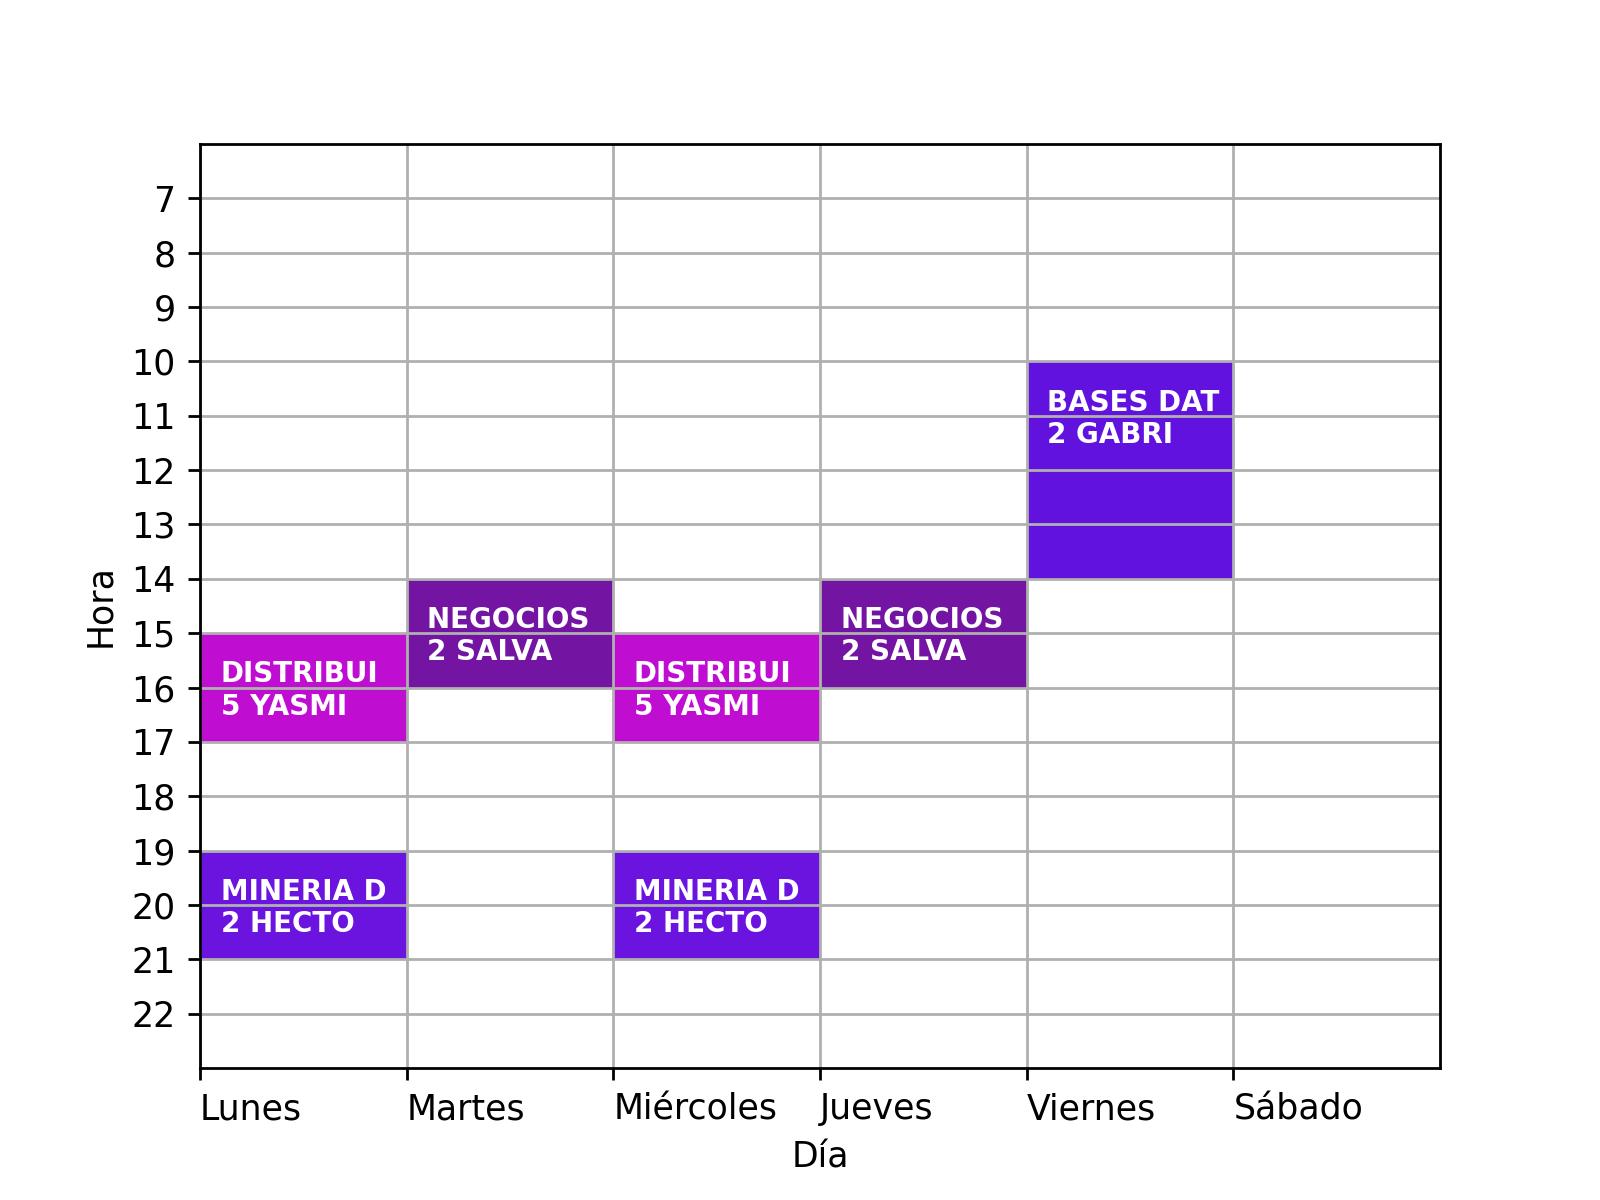 7
8
9
10
11
12
13
14
15
16
17
18
19
20
21
22
Hora
BASES DAT
2 GABRI
NEGOCIOS
2 SALVA
NEGOCIOS
2 SALVA
DISTRIBUI
5 YASMI
DISTRIBUI
5 YASMI
MINERIA D
2 HECTO
MINERIA D
2 HECTO
Lunes Martes Miércoles Jueves Viernes Sábado
Día